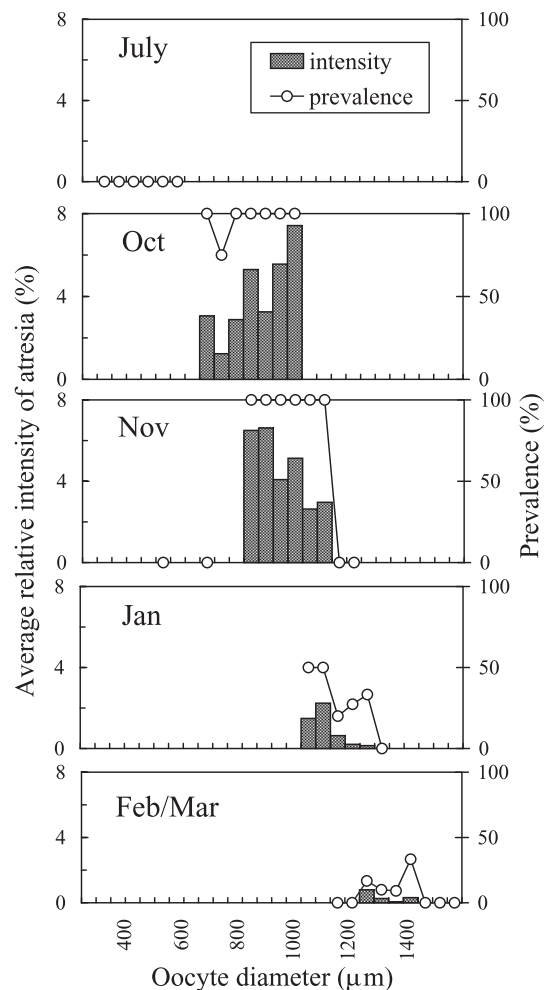 8 100
July
intensity
prevalence
4 50
0 0
8 100
Oct
4 50
0 0
8 100
Nov
4 50
0 0
8 100
Jan
4 50
0 0
8 100
Feb/Mar
4 50
0 0
400 600 800 1000 1200 1400
Oocyte diameter (μm)
Average relative intensity of atresia (%)
Prevalence (%)